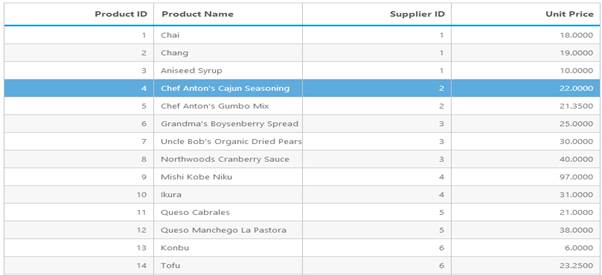 Product ID Product Name Supplier ID Unit Price
1 Chai 1 18.0000
2 Chang 1 19.0000
3 Aniseed Syrup 1 10.0000
4 Chef Anton's Cajun Seasoning 2 22.0000
5 Chef Anton's Gumbo Mix 2 21.3500
6 Grandma's Boysenberry Spread 3 25.0000
7 Uncle Bob's Organic Dried Pears 3 30.0000
8 Northwoods Cranberry Sauce 3 40.0000
9 Mishi Kobe Niku 4 97.0000
10 Ikura 4 31.0000
11 Queso Cabrales 5 21.0000
12 Queso Manchego La Pastora 5 38.0000
13 Konbu 6 6.0000
14 Tofu 6 23.2500